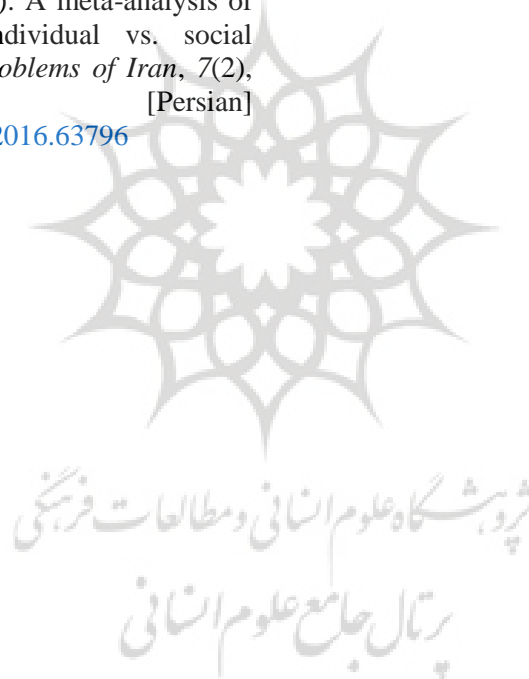 ). A meta-analysis of
ndividual vs. social
oblems of Iran, 7(2),
[Persian]
2016.63796
پژوهشگاه علوم انسانی و مطالعات فرهنگی
پرتال جامع علوم انسانی